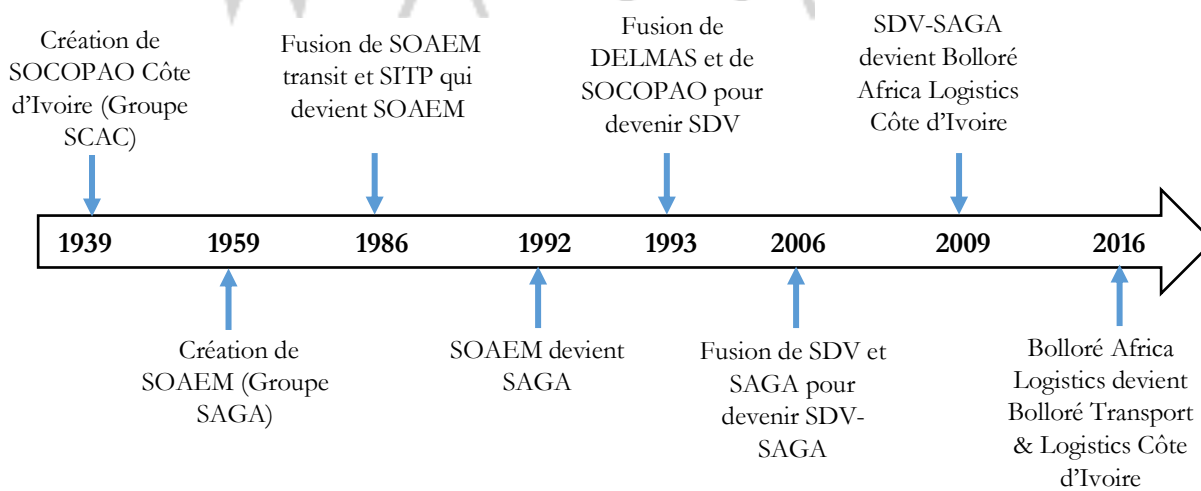 Création de
SOCOPAO Côte
d'Ivoire (Groupe
SCAC)
Fusion de SOAEM
transit et SITP qui
devient SOAEM
Fusion de
DELMAS et de
SOCOPAO pour
devenir SDV
SDV-SAGA
devient Bolloré
Africa Logistics
Côte d'Ivoire
1939 1959 1986 1992 1993 2006 2009 2016
Création de
SOAEM (Groupe
SAGA)
SOAEM devient
SAGA
Fusion de SDV et
SAGA pour
devenir SDV-
SAGA
Bolloré Africa
Logistics devient
Bolloré Transport
& Logistics Côte
d'Ivoire